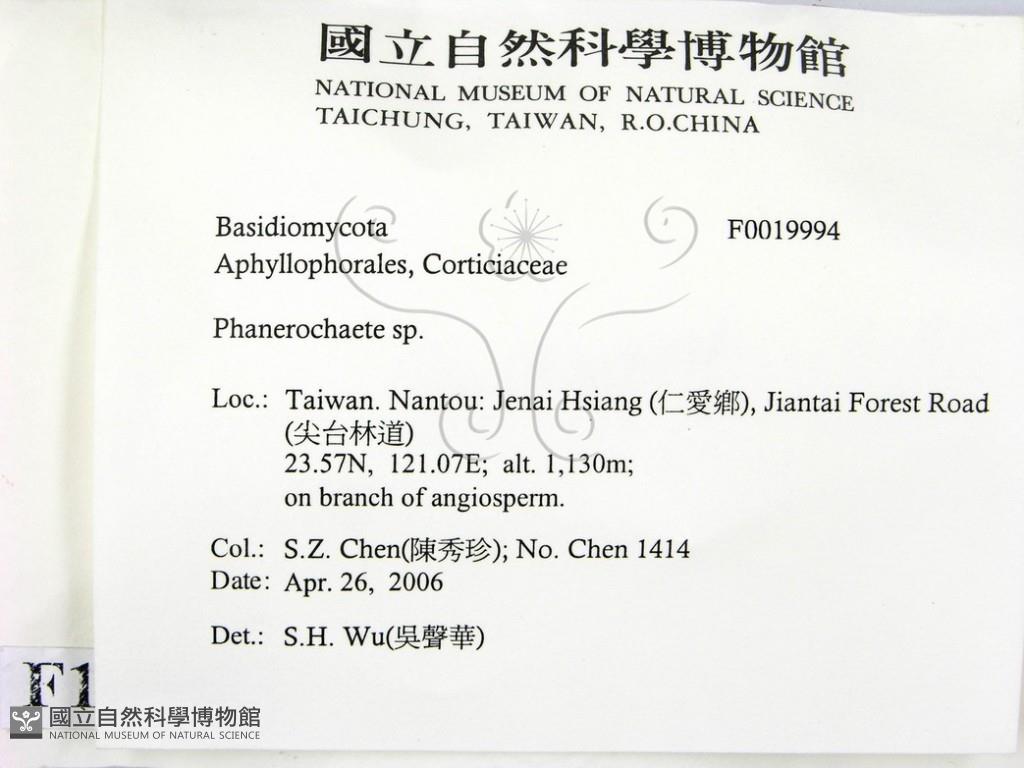 國立自然科學博物館
NATIONAL MUSEUM OF NATURAL SCIENCE
TAICHUNG, TAIWAN, R.O.CHINA
Basidiomycota F0019994
Aphyllophorales, Corticiaceae
Phanerochaete sp.
Loc.: Taiwan. Nantou: Jenai Hsiang (仁愛鄉), Jiantai Forest Road
(尖台林道)
23.57N, 121.07E; alt. 1,130m;
on branch of angiosperm.
Col.: S.Z. Chen(陳秀珍); No. Chen 1414
Date: Apr. 26, 2006
Det.: S.H. Wu(吳聲華)
F1
國立自然科學博物館
NATIONAL MUSEUM OF NATURAL SCIENCE